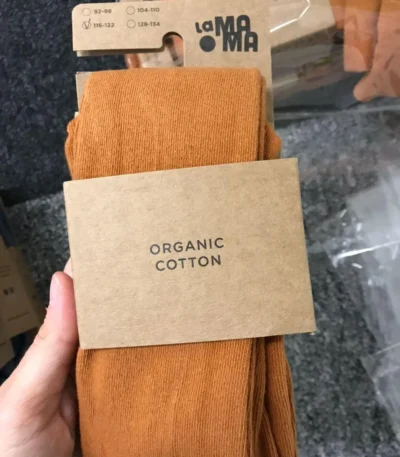 92-98
104-110
116-122
128-134
LaMA
MA
ORGANIC
COTTON